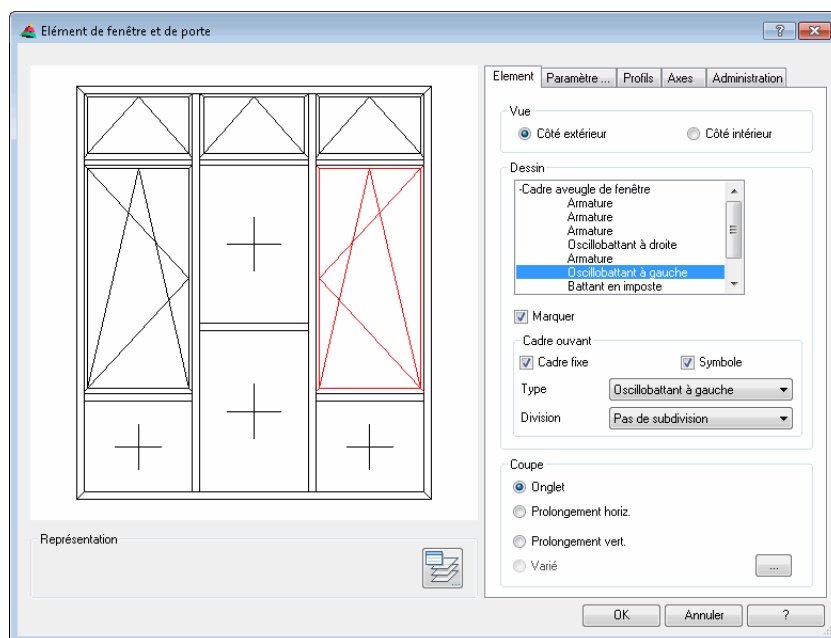 Elément de fenêtre et de porte
?
Element Paramètre ... Profils Axes Administration
Vue
Côté extérieur Côté intérieur
Dessin
-Cadre aveugle de fenêtre
Armature
Armature
Armature
Oscillobattant à droite
Armature
Oscillobattant à gauche
Battant en imposte
Marquer
Cadre ouvant
Cadre fixe Symbole
Type Oscillobattant à gauche
Division Pas de subdivision
Coupe
Onglet
Prolongement horiz.
Prolongement vert.
Varié ...
Représentation
...
OK Annuler ?